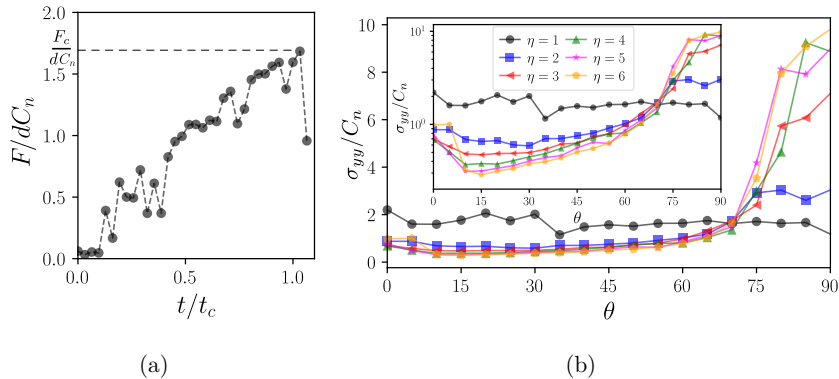 2.0
F_c
dC_n
1.5
1.0
0.5
0.0
F/dC_n
0.0 0.5 1.0
t/t_c
(a)
10
8
6
4
2
0
σ_yy/C_n
0 15 30 45 60 75 90
θ
10^1
10^0
σ_yy/C_n
η = 1 η = 4
η = 2 η = 5
η = 3 η = 6
0 15 30 45 60 75 90
θ
(b)